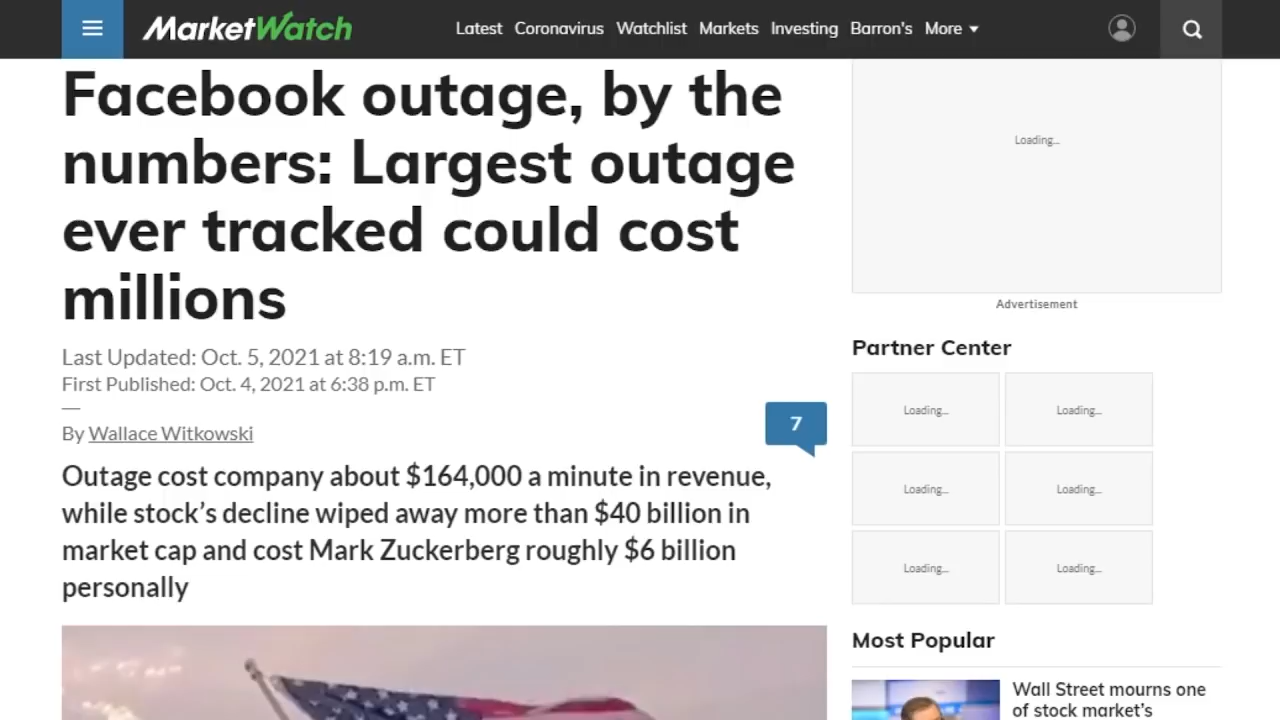 MarketWatch
Latest Coronavirus Watchlist Markets Investing Barron's More
Facebook outage, by the
numbers: Largest outage
ever tracked could cost
millions
Last Updated: Oct. 5, 2021 at 8:19 a.m. ET
First Published: Oct. 4, 2021 at 6:38 p.m. ET
By Wallace Witkowski
7
Outage cost company about $164,000 a minute in revenue,
while stock’s decline wiped away more than $40 billion in
market cap and cost Mark Zuckerberg roughly $6 billion
personally
Loading...
Advertisement
Partner Center
Loading... Loading...
Loading... Loading...
Loading... Loading...
Most Popular
Wall Street mourns one
of stock market’s